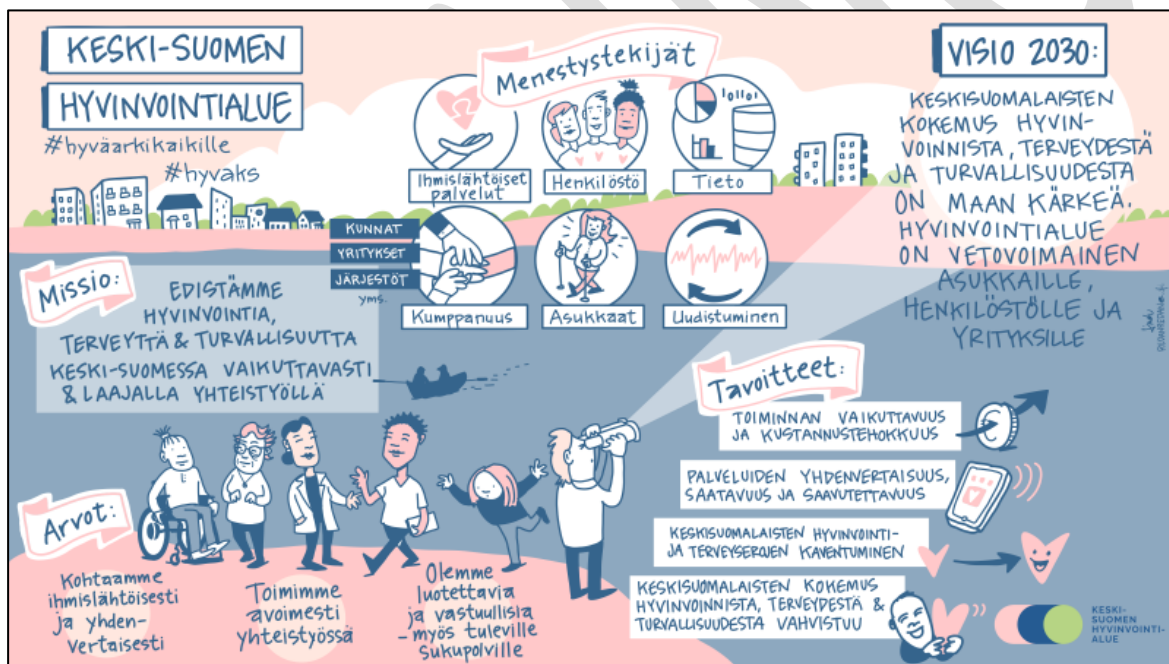 KESKI-SUOMEN
HYVINVOINTIALUE
#hyväarkikaikille
#hyvaks
Menestystekijät
Ihmislähtöiset
palvelut
Henkilöstö
Tieto
KUNNAT
YRITYKSET
JÄRJESTÖT
yms.
Kumppanuus
Asukkaat
Uudistuminen
VISIO 2030:
KESKISUOMALAISTEN
KOKEMUS HYVIN-
VOINNISTA, TERVEYDESTÄ
JA TURVALLISUUDESTA
ON MAAN KÄRKEÄ.
HYVINVOINTIALUE
ON VETOVOIMAINEN
ASUKKAILLE,
HENKILÖSTÖLLE JA
YRITYKSILLE
Missio:
EDISTÄMME
HYVINVOINTIA,
TERVEYTTÄ & TURVALLISUUTTA
KESKI-SUOMESSA VAIKUTTAVASTI
& LAAJALLA YHTEISTYÖLLÄ
Arvot:
Kohtaamme
ihmislähtöisesti
ja yhden-
vertaisesti
Toimimme
avoimesti
yhteistyössä
Olemme
luotettavia
ja vastuullisia
-myös tuleville
sukupolville
Tavoitteet:
TOIMINNAN VAIKUTTAVUUS
JA KUSTANNUSTEHOKKUUS
€
PALVELUIDEN YHDENVERTAISUUS,
SAATAVUUS JA SAAVUTETTAVUUS
KESKISUOMALAISTEN HYVINVOINTI-
JA TERVEYSEROJEN KAVENTUMINEN
KESKISUOMALAISTEN KOKEMUS
HYVINVOINNISTA, TERVEYDESTÄ &
TURVALLISUUDESTA VAHVISTUU
KESKI-
SUOMEN
HYVINVOINTI-
ALUE